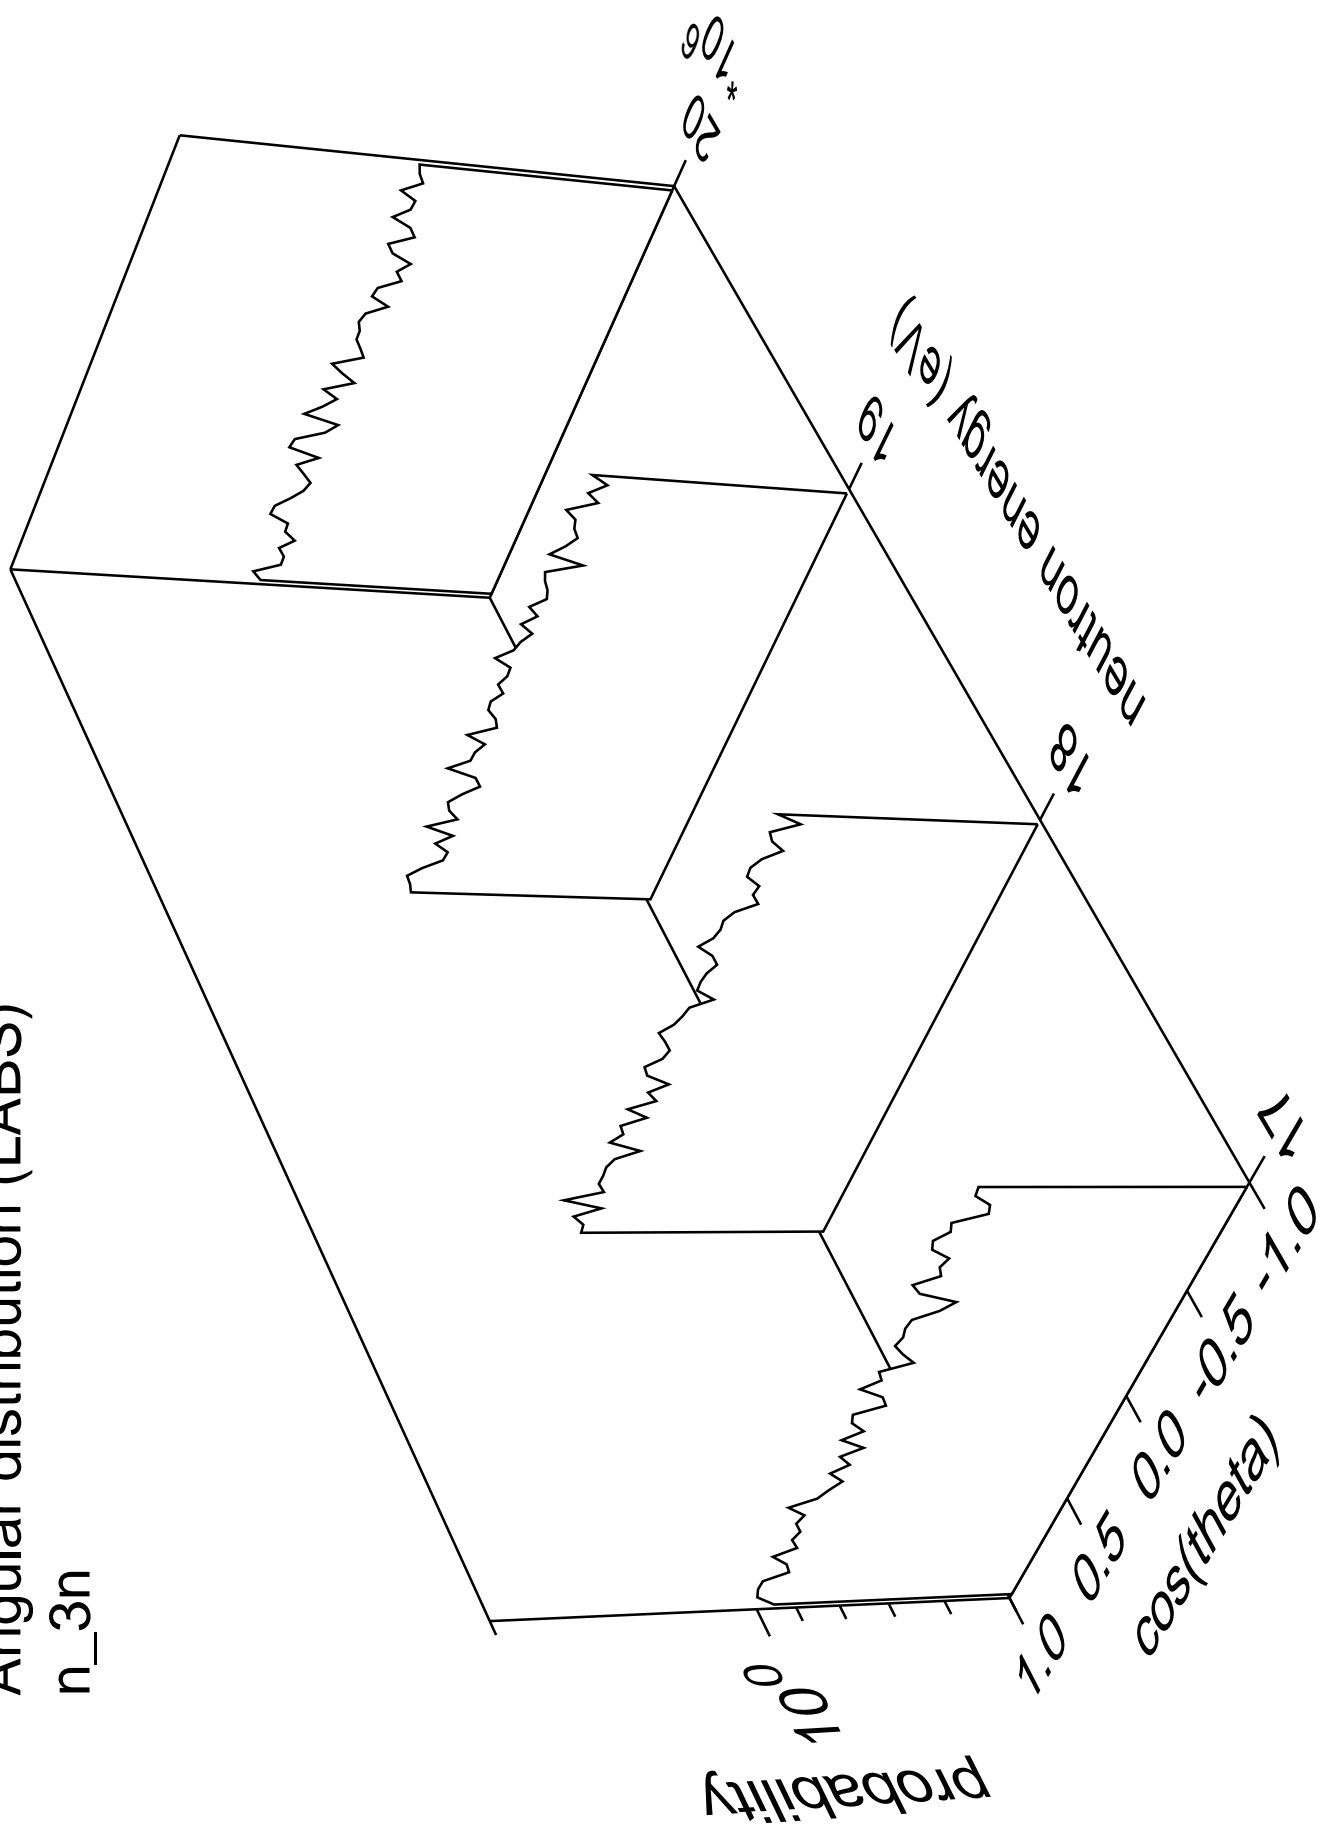 Angular distribution (LABS)
n_3n
probability
10^0
1.0
0.5
0.0
-0.5
-1.0
cos(theta)
17
18
19
20
* 10^6
neutron energy (eV)